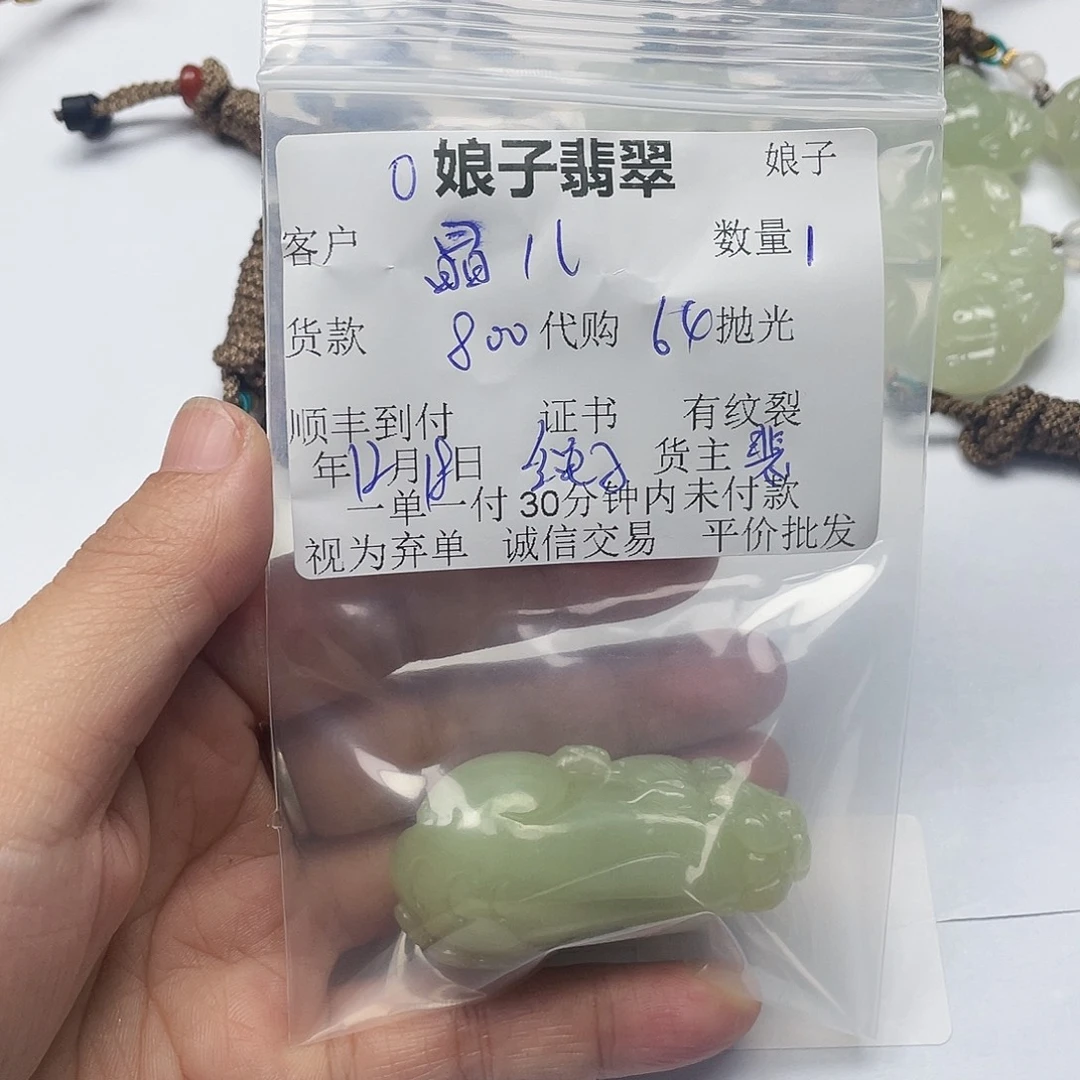 0 娘子翡翠 娘子
客户 晶儿 数量 1
货款 800 代购 64 抛光
顺丰到付 证书 有纹裂
年12月18日 货主
一单一付 30分钟内未付款
视为弃单 诚信交易 平价批发